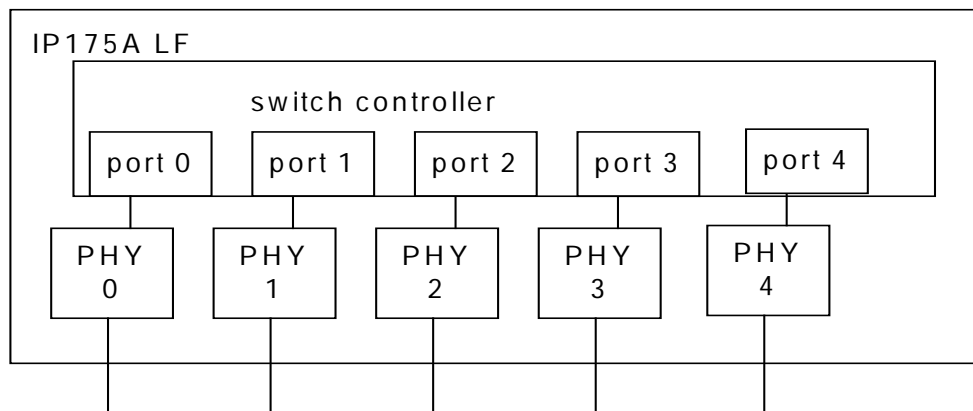 IP175A LF
switch controller
port 0
port 1
port 2
port 3
port 4
PHY
0
PHY
1
PHY
2
PHY
3
PHY
4